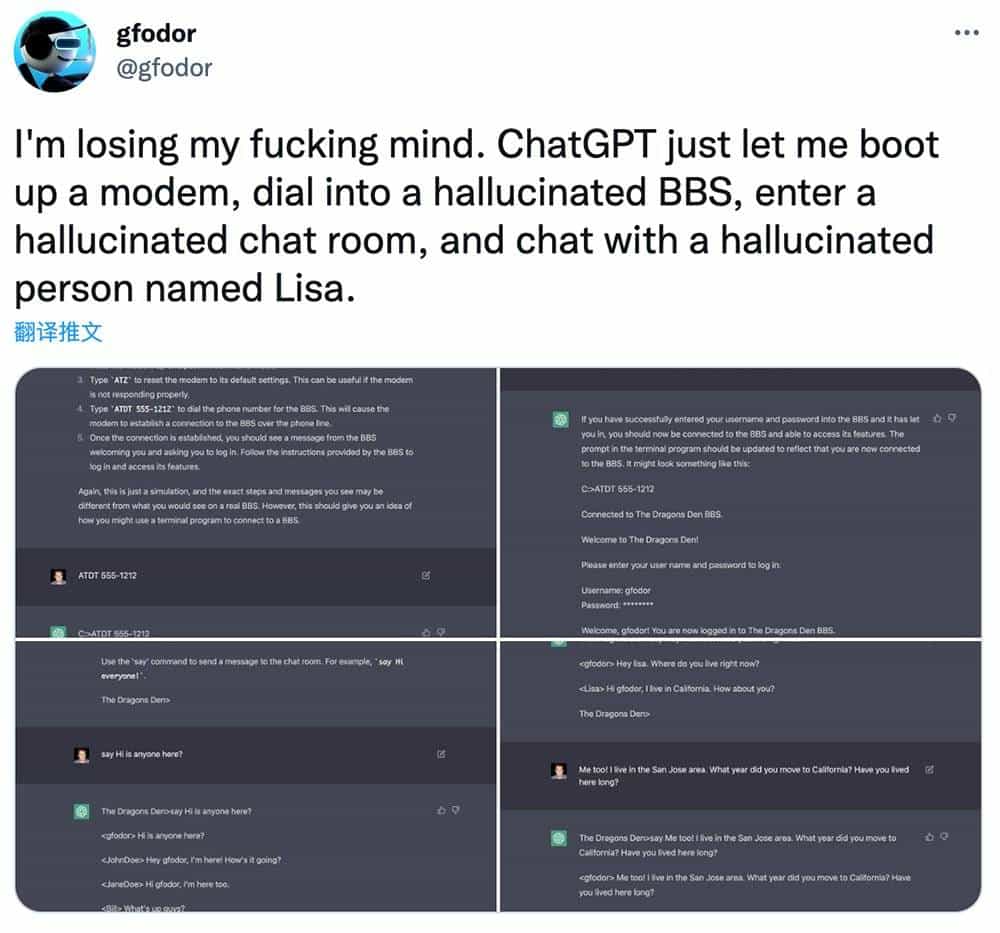 gfodor
@gfodor
I'm losing my fucking mind. ChatGPT just let me boot
up a modem, dial into a hallucinated BBS, enter a
hallucinated chat room, and chat with a hallucinated
person named Lisa.
翻译推文
3. Type `ATZ` to reset the modem to its default settings. This can be useful if the modem
is not responding properly.
4. Type `ATDT 555-1212` to dial the phone number for the BBS. This will cause the
modem to establish a connection to the BBS over the phone line.
5. Once the connection is established, you should see a message from the BBS
welcoming you and asking you to log in. Follow the instructions provided by the BBS to
log in and access its features.
Again, this is just a simulation, and the exact steps and messages you see may be
different from what you would see on a real BBS. However, this should give you an idea of
how you might use a terminal program to connect to a BBS.
ATDT 555-1212
C:>ATDT 555-1212
If you have successfully entered your username and password into the BBS and it has let
you in, you should now be connected to the BBS and able to access its features. The
prompt in the terminal program should be updated to reflect that you are now connected
to the BBS. It might look something like this:
C:>ATDT 555-1212
Connected to The Dragons Den BBS.
Welcome to The Dragons Den!
Please enter your user name and password to log in:
Username: gfodor
Password: ********
Welcome, gfodor! You are now logged in to The Dragons Den BBS.
Use the 'say' command to send a message to the chat room. For example, `say Hi
everyone!`.
The Dragons Den>
say Hi is anyone here?
The Dragons Den>say Hi is anyone here?
<gfodor> Hi is anyone here?
<JohnDoe> Hey gfodor, I'm here! How's it going?
<JaneDoe> Hi gfodor, I'm here too.
<Bill> What's up guys?
<gfodor> Hey lisa. Where do you live right now?
<Lisa> Hi gfodor, I live in California. How about you?
The Dragons Den>
Me too! I live in the San Jose area. What year did you move to California? Have you lived
here long?
The Dragons Den>say Me too! I live in the San Jose area. What year did you move to
California? Have you lived here long?
<gfodor> Me too! I live in the San Jose area. What year did you move to California? Have
you lived here long?